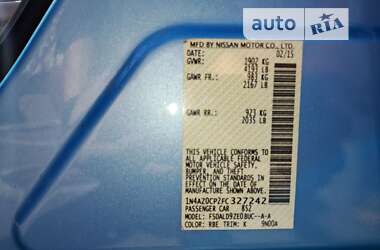 auto RIA
MFD BY NISSAN MOTOR CO., LTD.
DATE: 02/15
GVWR: 1902 KG
4193 LB
GAWR FR.: 983 KG
2167 LB
GAWR RR.: 923 KG
2035 LB
THIS VEHICLE CONFORMS TO ALL
APPLICABLE FEDERAL MOTOR VEHICLE SAFETY,
BUMPER, AND THEFT PREVENTION STANDARDS
IN EFFECT ON THE DATE OF
MANUFACTURE SHOWN ABOVE.
1N4AZ0CP2FC327242
PASSENGER CAR
MODEL:
COLOR: RBE TRIM: K